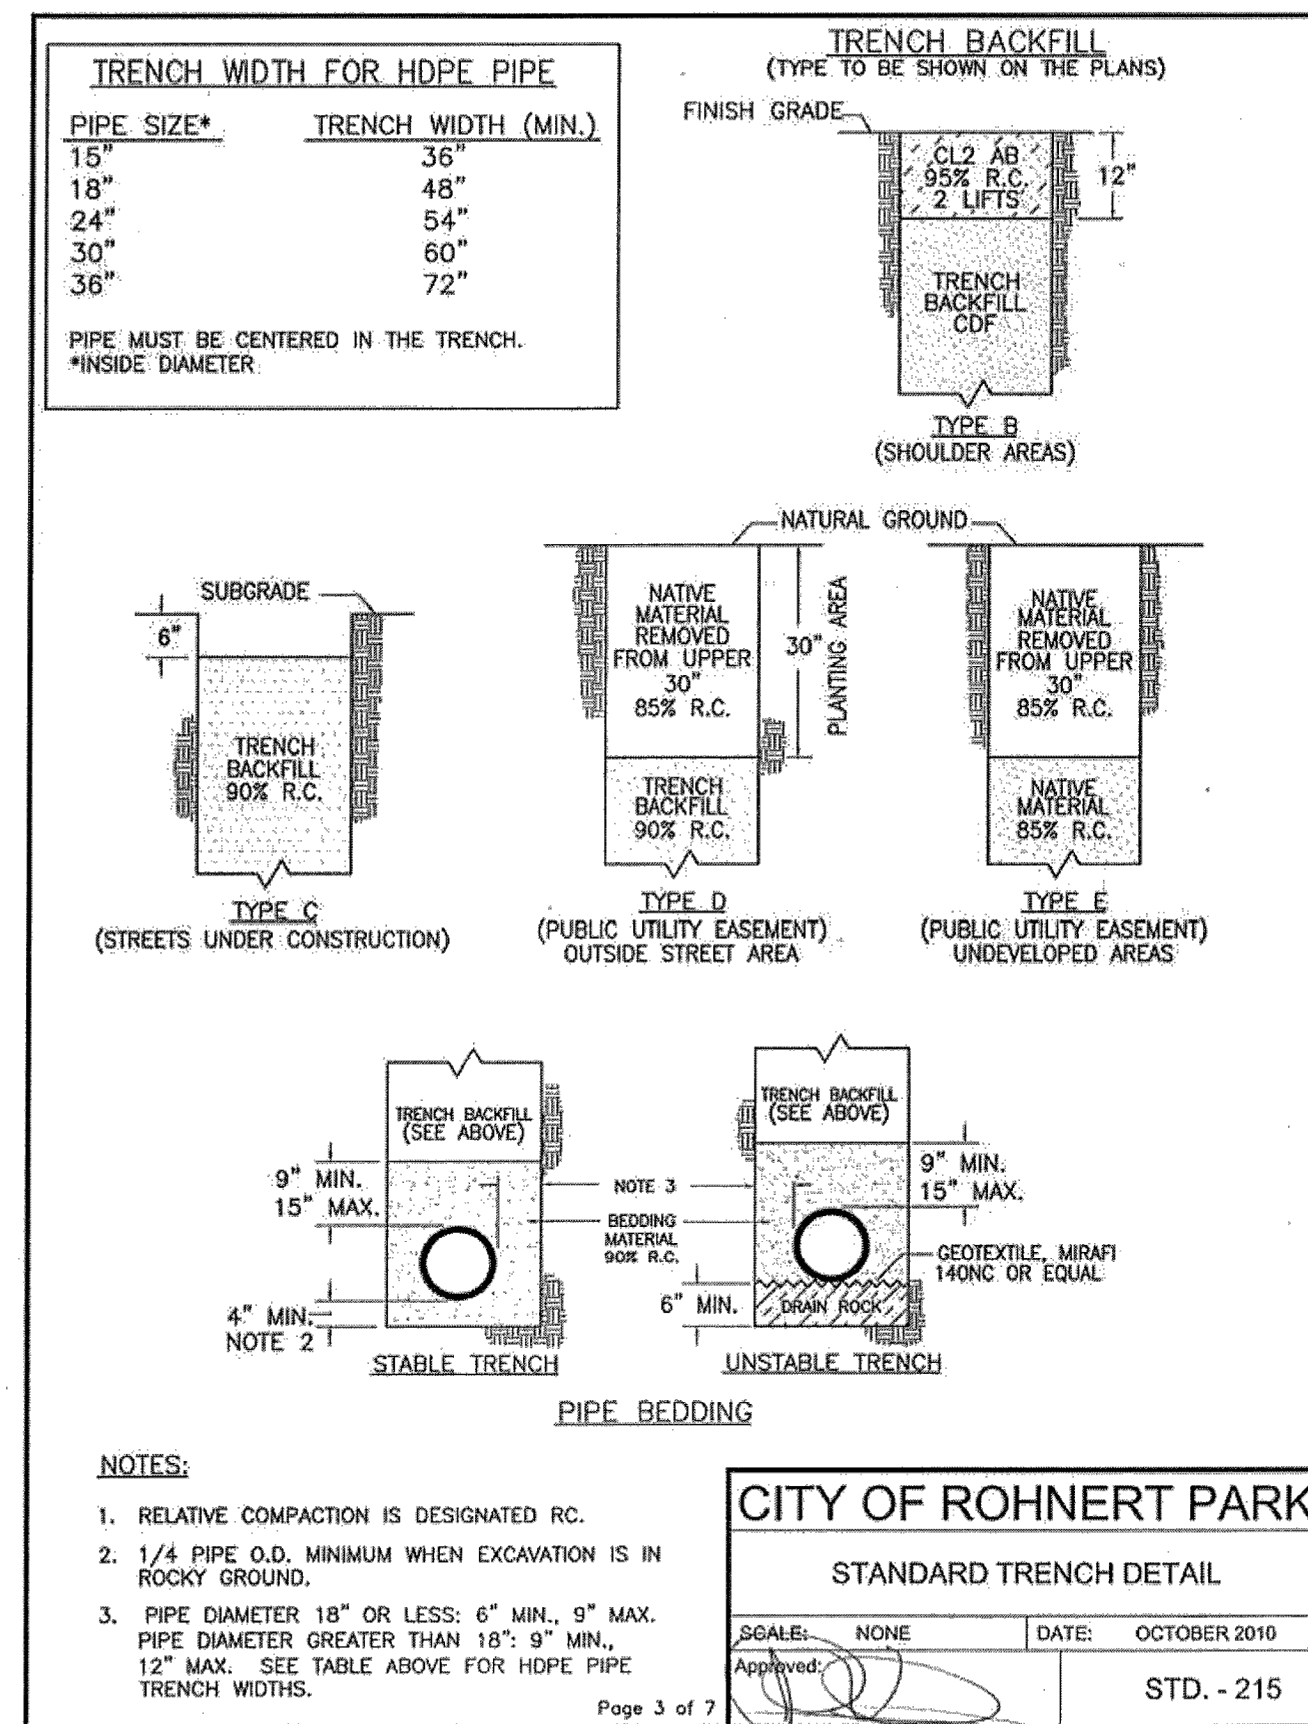 TRENCH WIDTH FOR HDPE PIPE
PIPE SIZE* TRENCH WIDTH (MIN.)
15" 36"
18" 48"
24" 54"
30" 60"
36" 72"
PIPE MUST BE CENTERED IN THE TRENCH.
*INSIDE DIAMETER
TRENCH BACKFILL
(TYPE TO BE SHOWN ON THE PLANS)
FINISH GRADE
CL2 AB
95% R.C.
2 LIFTS
12"
TRENCH
BACKFILL
CDF
TYPE B
(SHOULDER AREAS)
SUBGRADE
6"
TRENCH
BACKFILL
90% R.C.
TYPE C
(STREETS UNDER CONSTRUCTION)
NATURAL GROUND
NATIVE
MATERIAL
REMOVED
FROM UPPER
30"
85% R.C.
30"
PLANTING AREA
TRENCH
BACKFILL
90% R.C.
TYPE D
(PUBLIC UTILITY EASEMENT)
OUTSIDE STREET AREA
NATIVE
MATERIAL
REMOVED
FROM UPPER
30"
85% R.C.
NATIVE
MATERIAL
85% R.C.
TYPE E
(PUBLIC UTILITY EASEMENT)
UNDEVELOPED AREAS
TRENCH BACKFILL
(SEE ABOVE)
9" MIN.
15" MAX.
4" MIN.
NOTE 2
STABLE TRENCH
NOTE 3
BEDDING
MATERIAL
90% R.C.
TRENCH BACKFILL
(SEE ABOVE)
9" MIN.
15" MAX.
GEOTEXTILE, MIRAFI
140NC OR EQUAL
6" MIN.
DRAIN ROCK
UNSTABLE TRENCH
PIPE BEDDING
NOTES:
1. RELATIVE COMPACTION IS DESIGNATED RC.
2. 1/4 PIPE O.D. MINIMUM WHEN EXCAVATION IS IN
ROCKY GROUND.
3. PIPE DIAMETER 18" OR LESS: 6" MIN., 9" MAX.
PIPE DIAMETER GREATER THAN 18": 9" MIN.,
12" MAX. SEE TABLE ABOVE FOR HDPE PIPE
TRENCH WIDTHS.
Page 3 of 7
CITY OF ROHNERT PARK
STANDARD TRENCH DETAIL
SCALE: NONE DATE: OCTOBER 2010
Approved:
STD. - 215